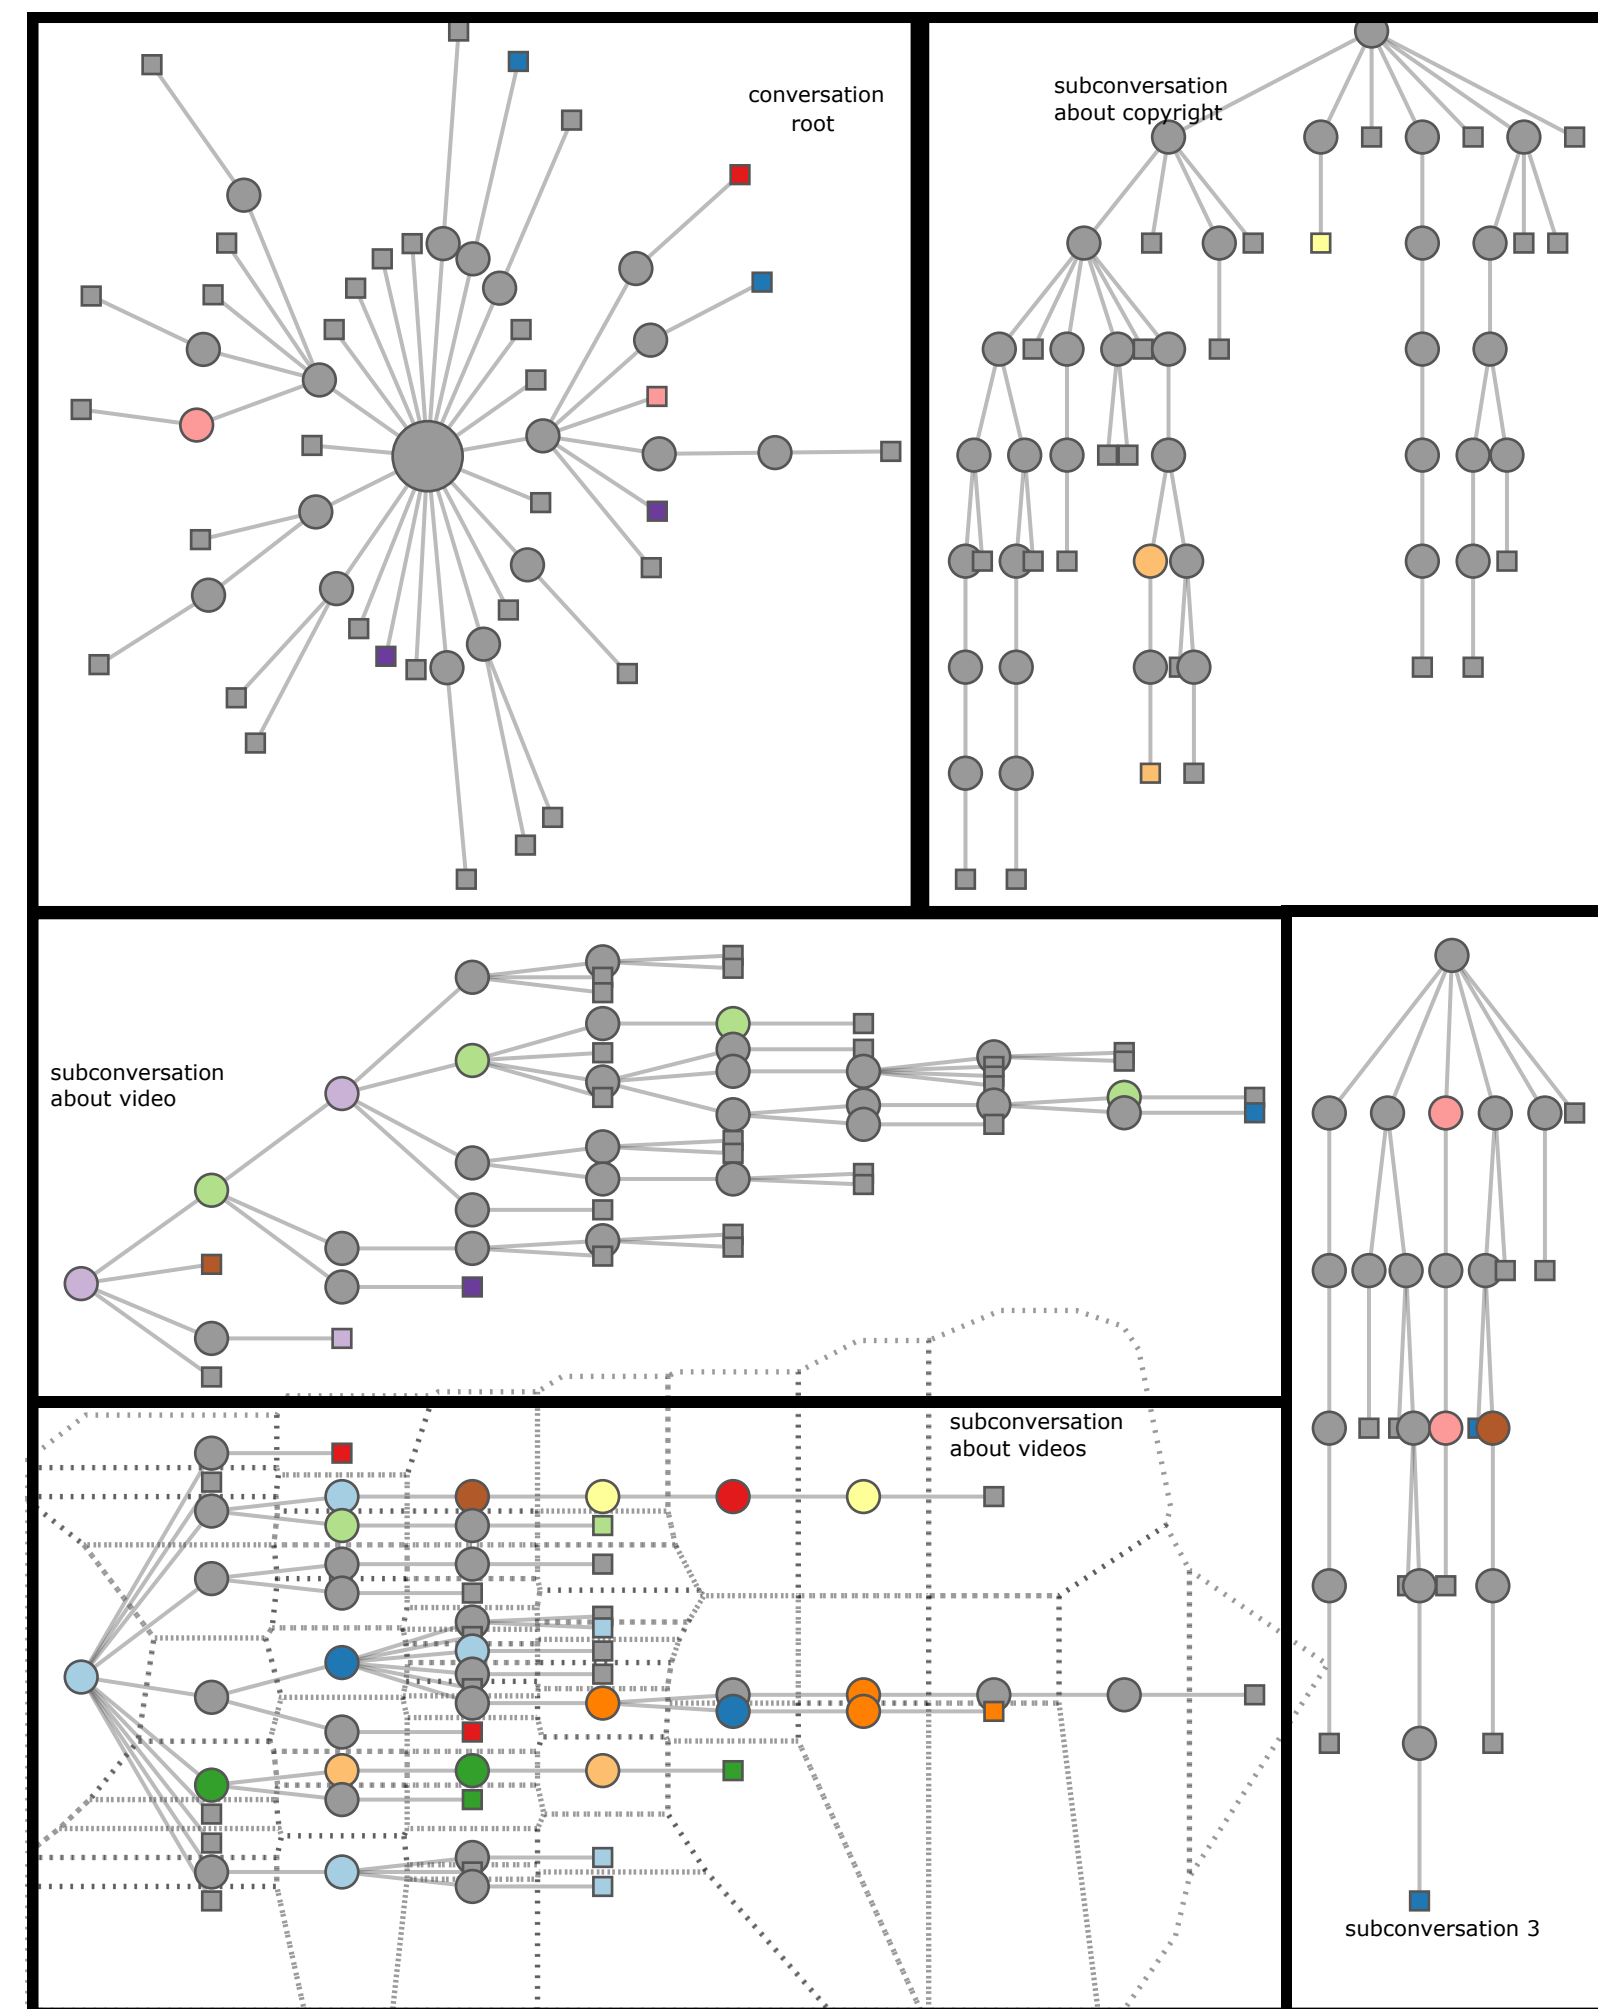 conversation
root
subconversation
about copyright
subconversation
about video
subconversation
about videos
subconversation 3